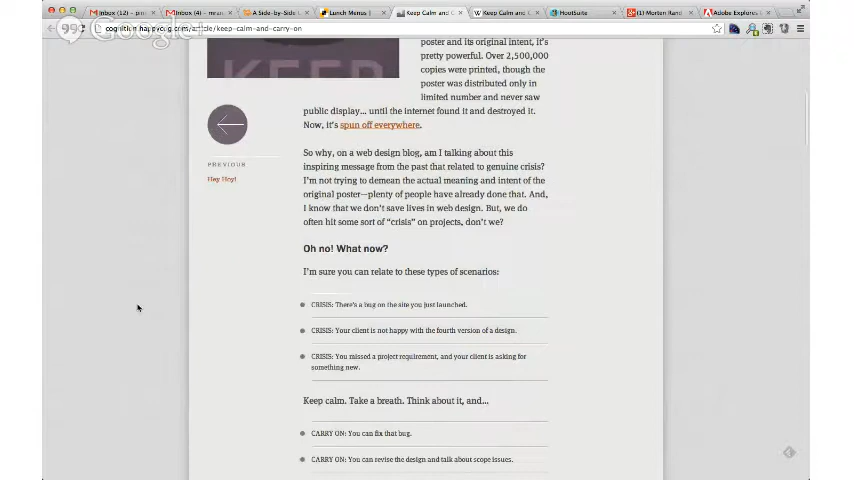 Inbox (12) – pin
Inbox (4) – mran
A Side-by-Side
Lunch Menus |
Keep Calm and C
Keep Calm and C
HootSuite
(1) Morten Rand
Adobe Explores
Google+
/article/keep-calm-and-carry-on
KEEP
poster and its original intent, it's
pretty powerful. Over 2,500,000
copies were printed, though the
poster was distributed only in
limited number and never saw
public display... until the internet found it and destroyed it.
Now, it's spun off everywhere.
PREVIOUS
Hey Hey!
So why, on a web design blog, am I talking about this
inspiring message from the past that related to genuine crisis?
I'm not trying to demean the actual meaning and intent of the
original poster—plenty of people have already done that. And,
I know that we don't save lives in web design. But, we do
often hit some sort of "crisis" on projects, don't we?
Oh no! What now?
I'm sure you can relate to these types of scenarios:
CRISIS: There's a bug on the site you just launched.
CRISIS: Your client is not happy with the fourth version of a design.
CRISIS: You missed a project requirement, and your client is asking for
something new.
Keep calm. Take a breath. Think about it, and...
CARRY ON: You can fix that bug.
CARRY ON: You can revise the design and talk about scope issues.